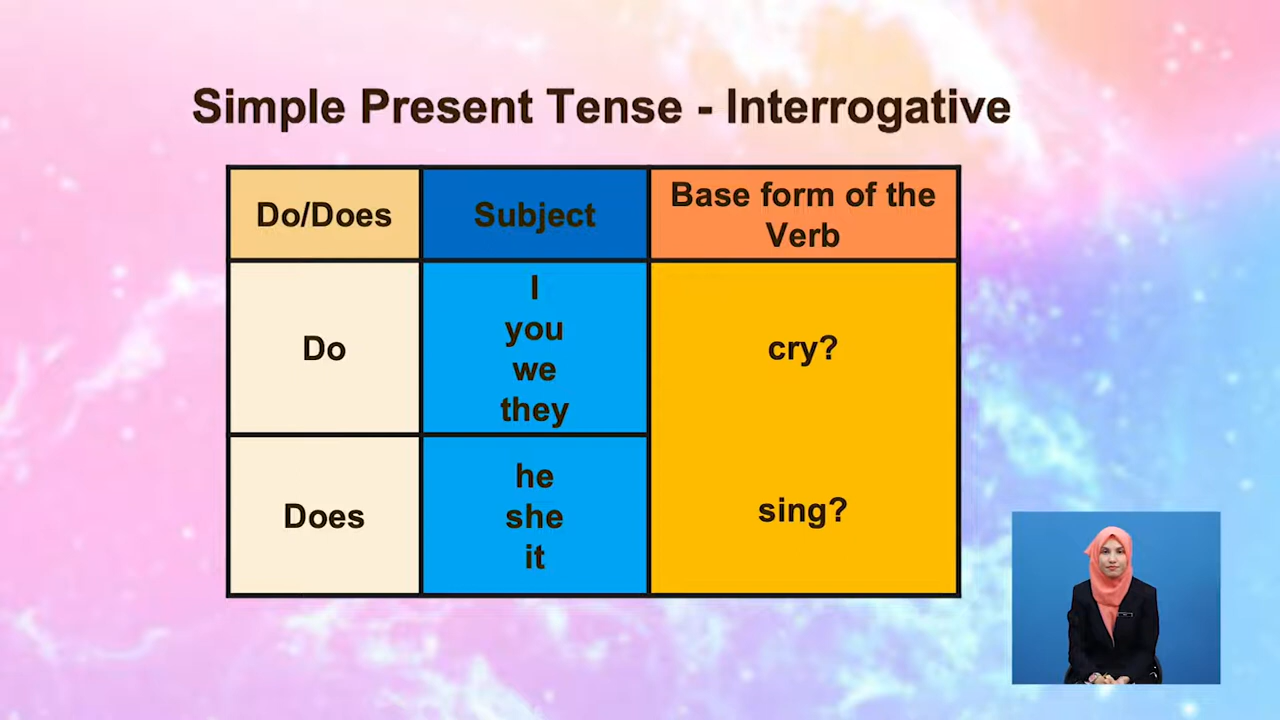 Simple Present Tense - Interrogative
Do/Does
Subject
Base form of the
Verb
Do
I
you
we
they
cry?
Does
he
she
it
sing?